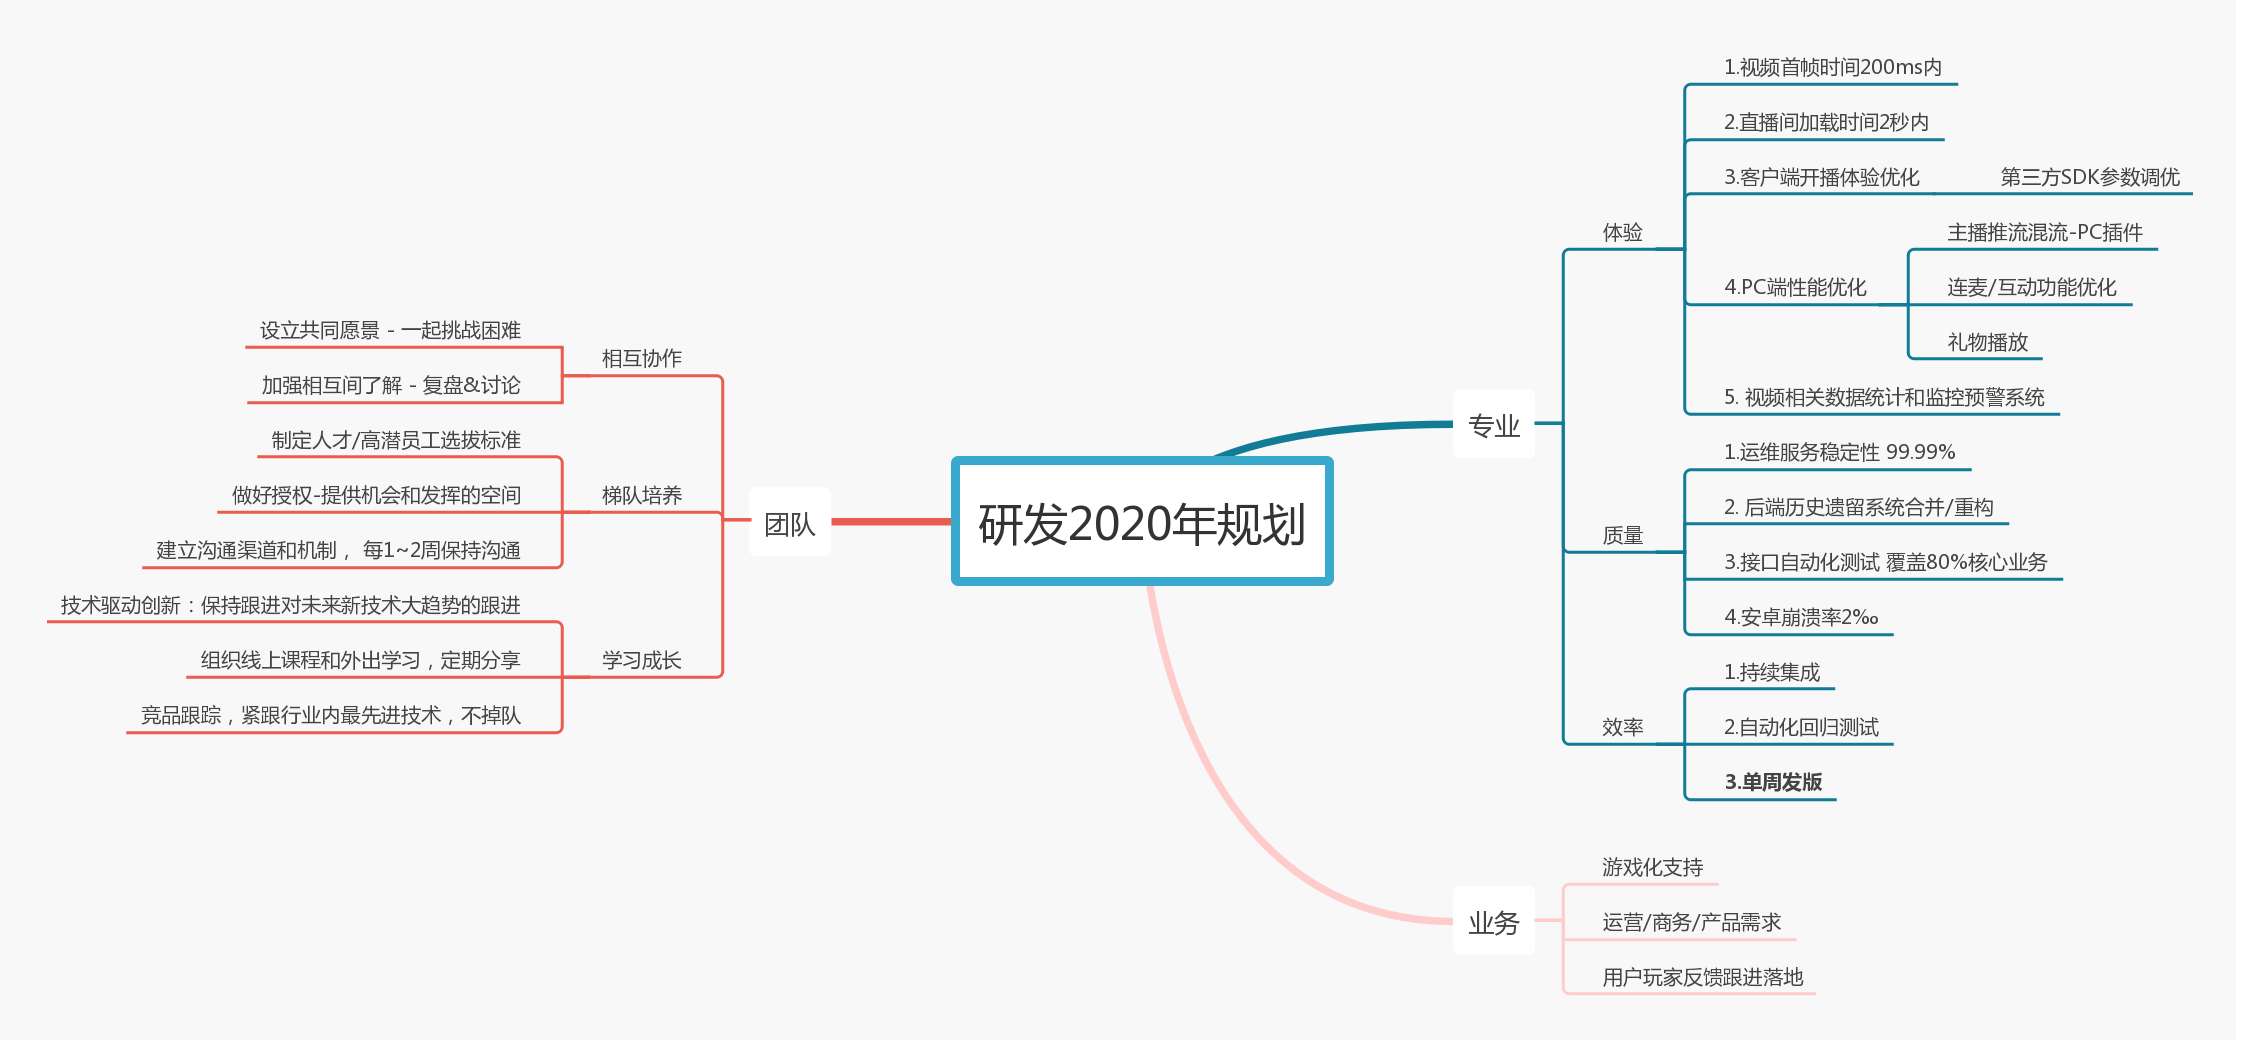 研发2020年规划
专业
体验
1.视频首帧时间200ms内
2.直播间加载时间2秒内
3.客户端开播体验优化
第三方SDK参数调优
4.PC端性能优化
主播推流混流-PC插件
连麦/互动功能优化
礼物播放
5. 视频相关数据统计和监控预警系统
质量
1.运维服务稳定性 99.99%
2. 后端历史遗留系统合并/重构
3.接口自动化测试 覆盖80%核心业务
4.安卓崩溃率2‰
效率
1.持续集成
2.自动化回归测试
3.单周发版
业务
游戏化支持
运营/商务/产品需求
用户玩家反馈跟进落地
团队
相互协作
设立共同愿景 - 一起挑战困难
加强相互间了解 - 复盘&讨论
梯队培养
制定人才/高潜员工选拔标准
做好授权-提供机会和发挥的空间
建立沟通渠道和机制， 每1~2周保持沟通
学习成长
技术驱动创新：保持跟进对未来新技术大趋势的跟进
组织线上课程和外出学习，定期分享
竞品跟踪，紧跟行业内最先进技术，不掉队